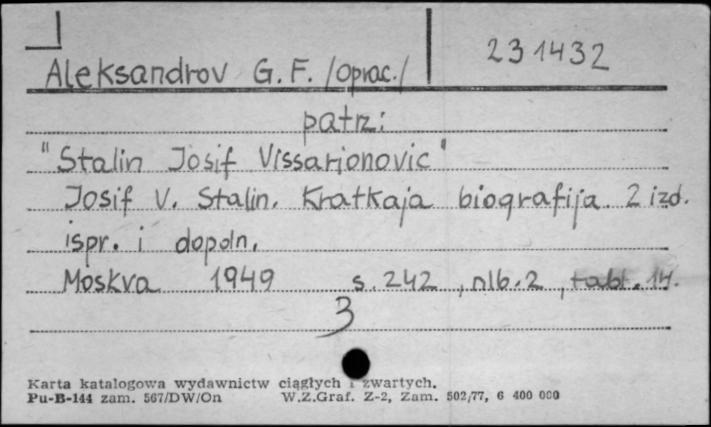 231432
Aleksandrov G.F. /oprac./
patrz:
"Stalin Josif Vissarionovic"
Josif V. Stalin. Kratkaja biografija. 2 izd.
ispr. i dopoln.
Moskva 1949 s. 242, nlb. 2, tabl. 14.
3
Karta katalogowa wydawnictw ciągłych i zwartych.
Pu-B-144 zam. 567/DW/On W.Z.Graf. Z-2, Zam. 502/77, 6 400 000